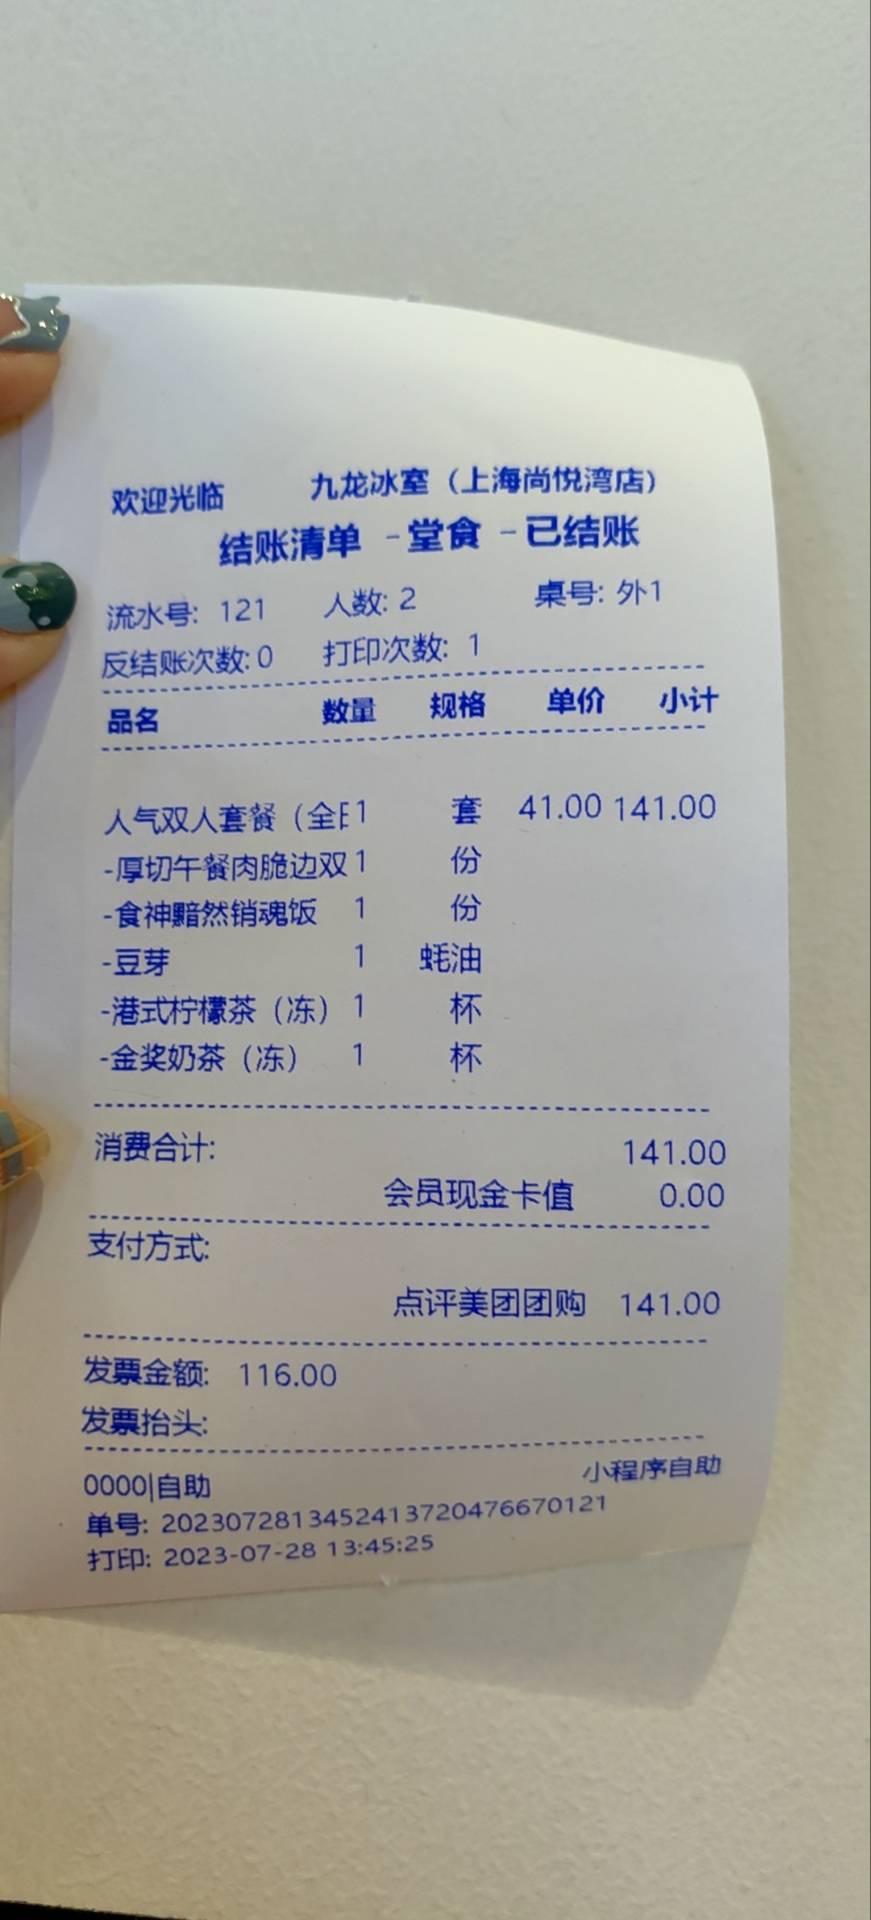 欢迎光临 九龙冰室（上海尚悦湾店）
结账清单 -堂食 -已结账
流水号: 121 人数: 2 桌号: 外1
反结账次数: 0 打印次数: 1
品名 数量 规格 单价 小计
人气双人套餐（全 1 套 41.00 141.00
-厚切午餐肉脆边双 1 份
-食神黯然销魂饭 1 份
-豆芽 1 蚝油
-港式柠檬茶（冻） 1 杯
-金奖奶茶（冻） 1 杯
消费合计: 141.00
会员现金卡值 0.00
支付方式:
点评美团团购 141.00
发票金额: 116.00
发票抬头:
0000|自助 小程序自助
单号: 2023072813452413720476670121
打印: 2023-07-28 13:45:25